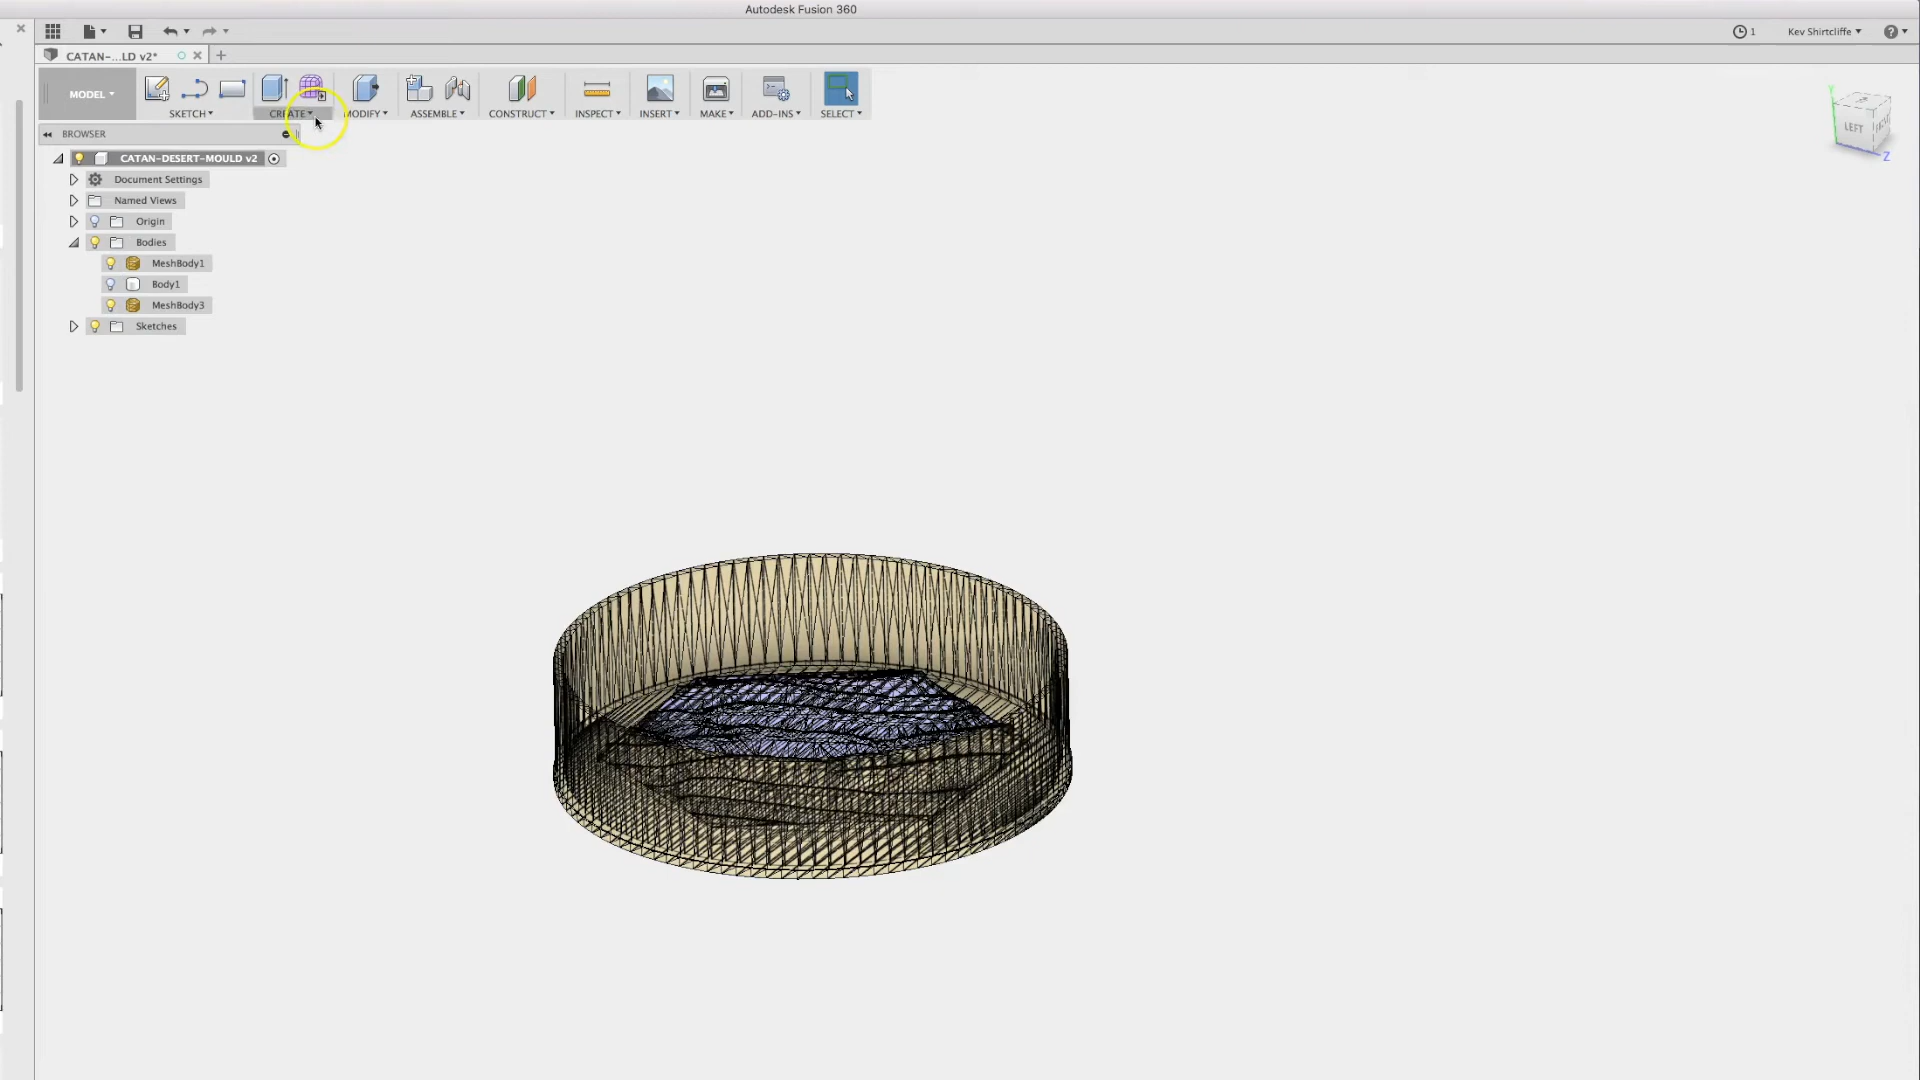 Autodesk Fusion 360
1 Kev Shirtcliffe
CATAN-...LD v2*
MODEL
SKETCH CREATE MODIFY ASSEMBLE CONSTRUCT INSPECT INSERT MAKE ADD-INS SELECT
BROWSER
CATAN-DESERT-MOULD v2
Document Settings
Named Views
Origin
Bodies
MeshBody1
Body1
MeshBody3
Sketches
LEFT
Y
Z